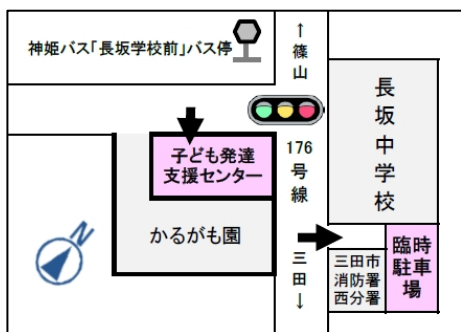 神姫バス「長坂学校前」バス停
↑
篠
山
長
坂
中
学
校
176
号
線
子ども発達
支援センター
かるがも園
N
三
田
↓
三田市
消防署
西分署
臨時
駐車
場